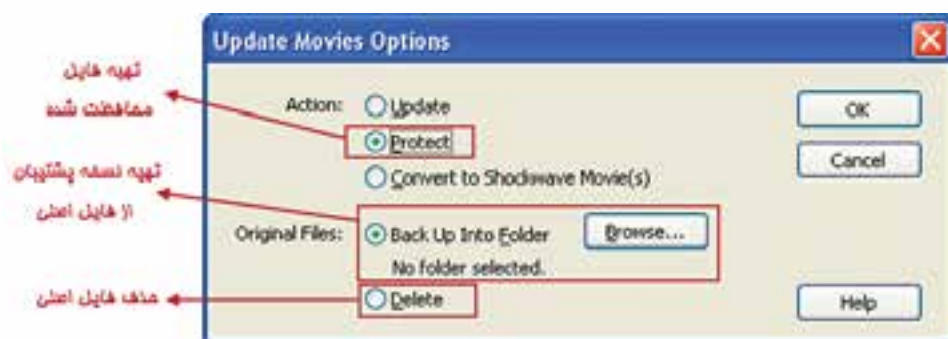 Update Movies Options
تهیه فایل
محافظت شده
Action:
Update
OK
Protect
Cancel
Convert to Shockwave Movie(s)
تهیه نسخه پشتیبان
از فایل اصلی
Original Files:
Back Up Into Folder
Browse...
No folder selected.
حذف فایل اصلی
Delete
Help